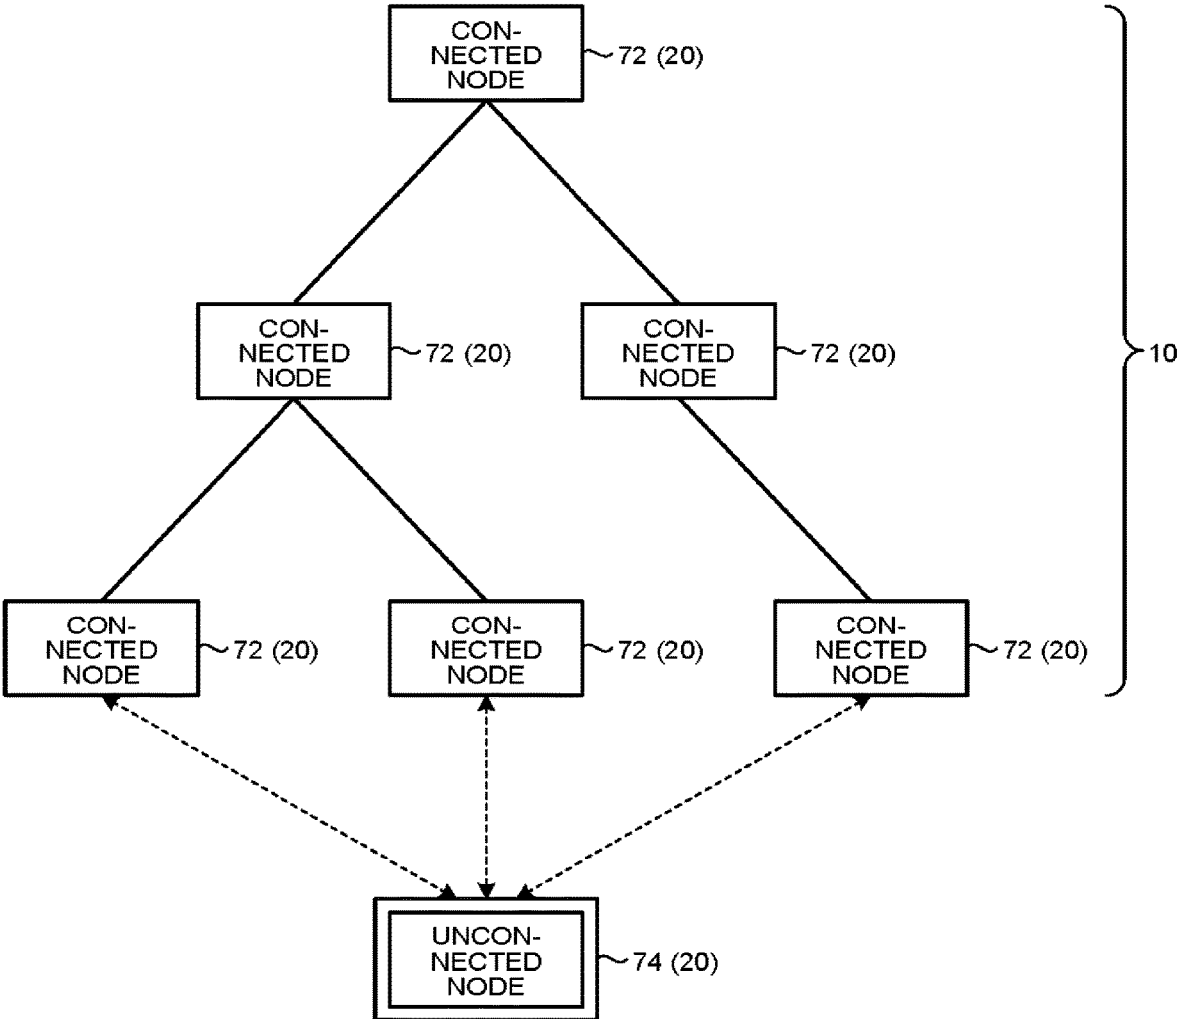 CON-
NECTED
NODE
72 (20)
CON-
NECTED
NODE
72 (20)
CON-
NECTED
NODE
72 (20)
10
CON-
NECTED
NODE
72 (20)
CON-
NECTED
NODE
72 (20)
CON-
NECTED
NODE
72 (20)
UNCON-
NECTED
NODE
74 (20)